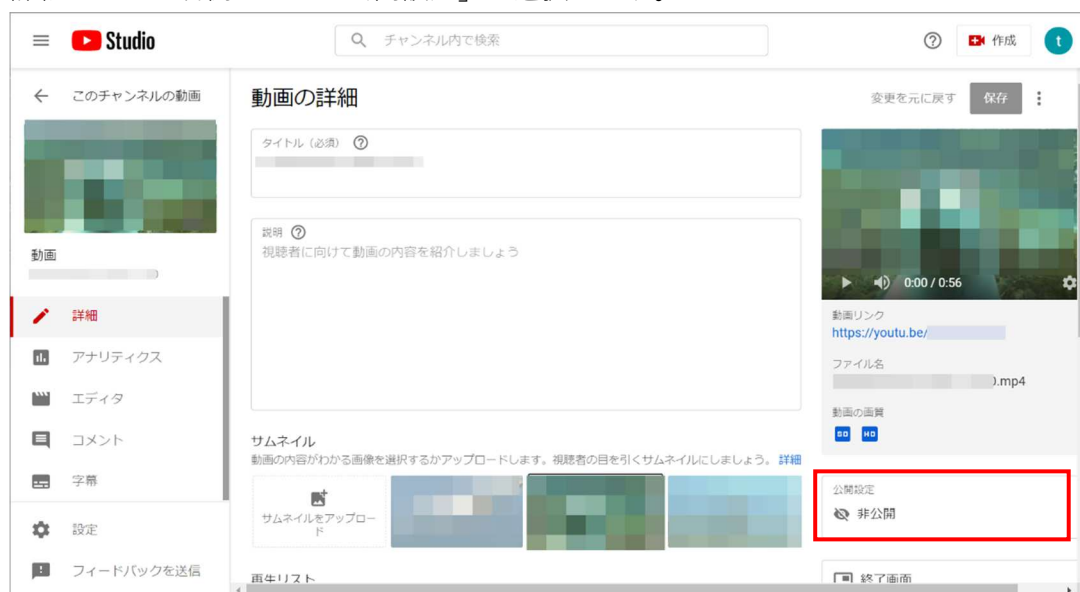 Studio
チャンネル内で検索
作成
t
このチャンネルの動画
動画
詳細
アナリティクス
エディタ
コメント
字幕
設定
フィードバックを送信
動画の詳細
変更を元に戻す
保存
タイトル（必須）
説明
視聴者に向けて動画の内容を紹介しましょう
サムネイル
動画の内容がわかる画像を選択するかアップロードします。視聴者の目を引くサムネイルにしましょう。 詳細
サムネイルをアップロー
ド
再生リスト
0:00 / 0:56
動画リンク
https://youtu.be/
ファイル名
.mp4
動画の画質
SD HD
公開設定
非公開
終了画面